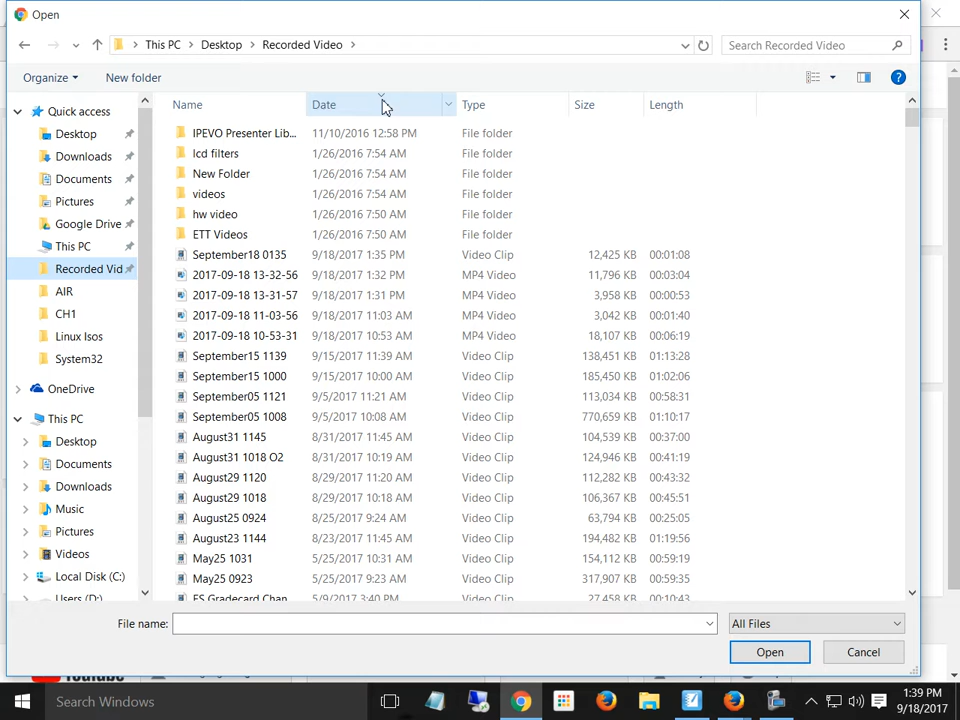 Open
This PC Desktop Recorded Video
Search Recorded Video
Organize New folder
Name Date Type Size Length
Quick access
Desktop
Downloads
Documents
Pictures
Google Drive
This PC
Recorded Vid
AIR
CH1
Linux Isos
System32
OneDrive
This PC
Desktop
Documents
Downloads
Music
Pictures
Videos
Local Disk (C:)
Users (D:)
IPEVO Presenter Lib... 11/10/2016 12:58 PM File folder
lcd filters 1/26/2016 7:54 AM File folder
New Folder 1/26/2016 7:54 AM File folder
videos 1/26/2016 7:54 AM File folder
hw video 1/26/2016 7:50 AM File folder
ETT Videos 1/26/2016 7:50 AM File folder
September18 0135 9/18/2017 1:35 PM Video Clip 12,425 KB 00:01:08
2017-09-18 13-32-56 9/18/2017 1:32 PM MP4 Video 11,796 KB 00:03:04
2017-09-18 13-31-57 9/18/2017 1:31 PM MP4 Video 3,958 KB 00:00:53
2017-09-18 11-03-56 9/18/2017 11:03 AM MP4 Video 3,042 KB 00:01:40
2017-09-18 10-53-31 9/18/2017 10:53 AM MP4 Video 18,107 KB 00:06:19
September15 1139 9/15/2017 11:39 AM Video Clip 138,451 KB 01:13:28
September15 1000 9/15/2017 10:00 AM Video Clip 185,450 KB 01:02:06
September05 1121 9/5/2017 11:21 AM Video Clip 113,034 KB 00:58:31
September05 1008 9/5/2017 10:08 AM Video Clip 770,659 KB 01:10:17
August31 1145 8/31/2017 11:45 AM Video Clip 104,539 KB 00:37:00
August31 1018 O2 8/31/2017 10:19 AM Video Clip 124,946 KB 00:41:19
August29 1120 8/29/2017 11:20 AM Video Clip 112,282 KB 00:43:32
August29 1018 8/29/2017 10:18 AM Video Clip 106,367 KB 00:45:51
August25 0924 8/25/2017 9:24 AM Video Clip 63,794 KB 00:25:05
August23 1144 8/23/2017 11:45 AM Video Clip 194,482 KB 01:19:56
May25 1031 5/25/2017 10:31 AM Video Clip 154,112 KB 00:59:19
May25 0923 5/25/2017 9:23 AM Video Clip 317,907 KB 00:59:35
ES Gradecard Chan 5/9/2017 3:40 PM Video Clip 27,458 KB 00:10:43
File name: All Files
Open Cancel
YouTube
Search Windows
1:39 PM
9/18/2017